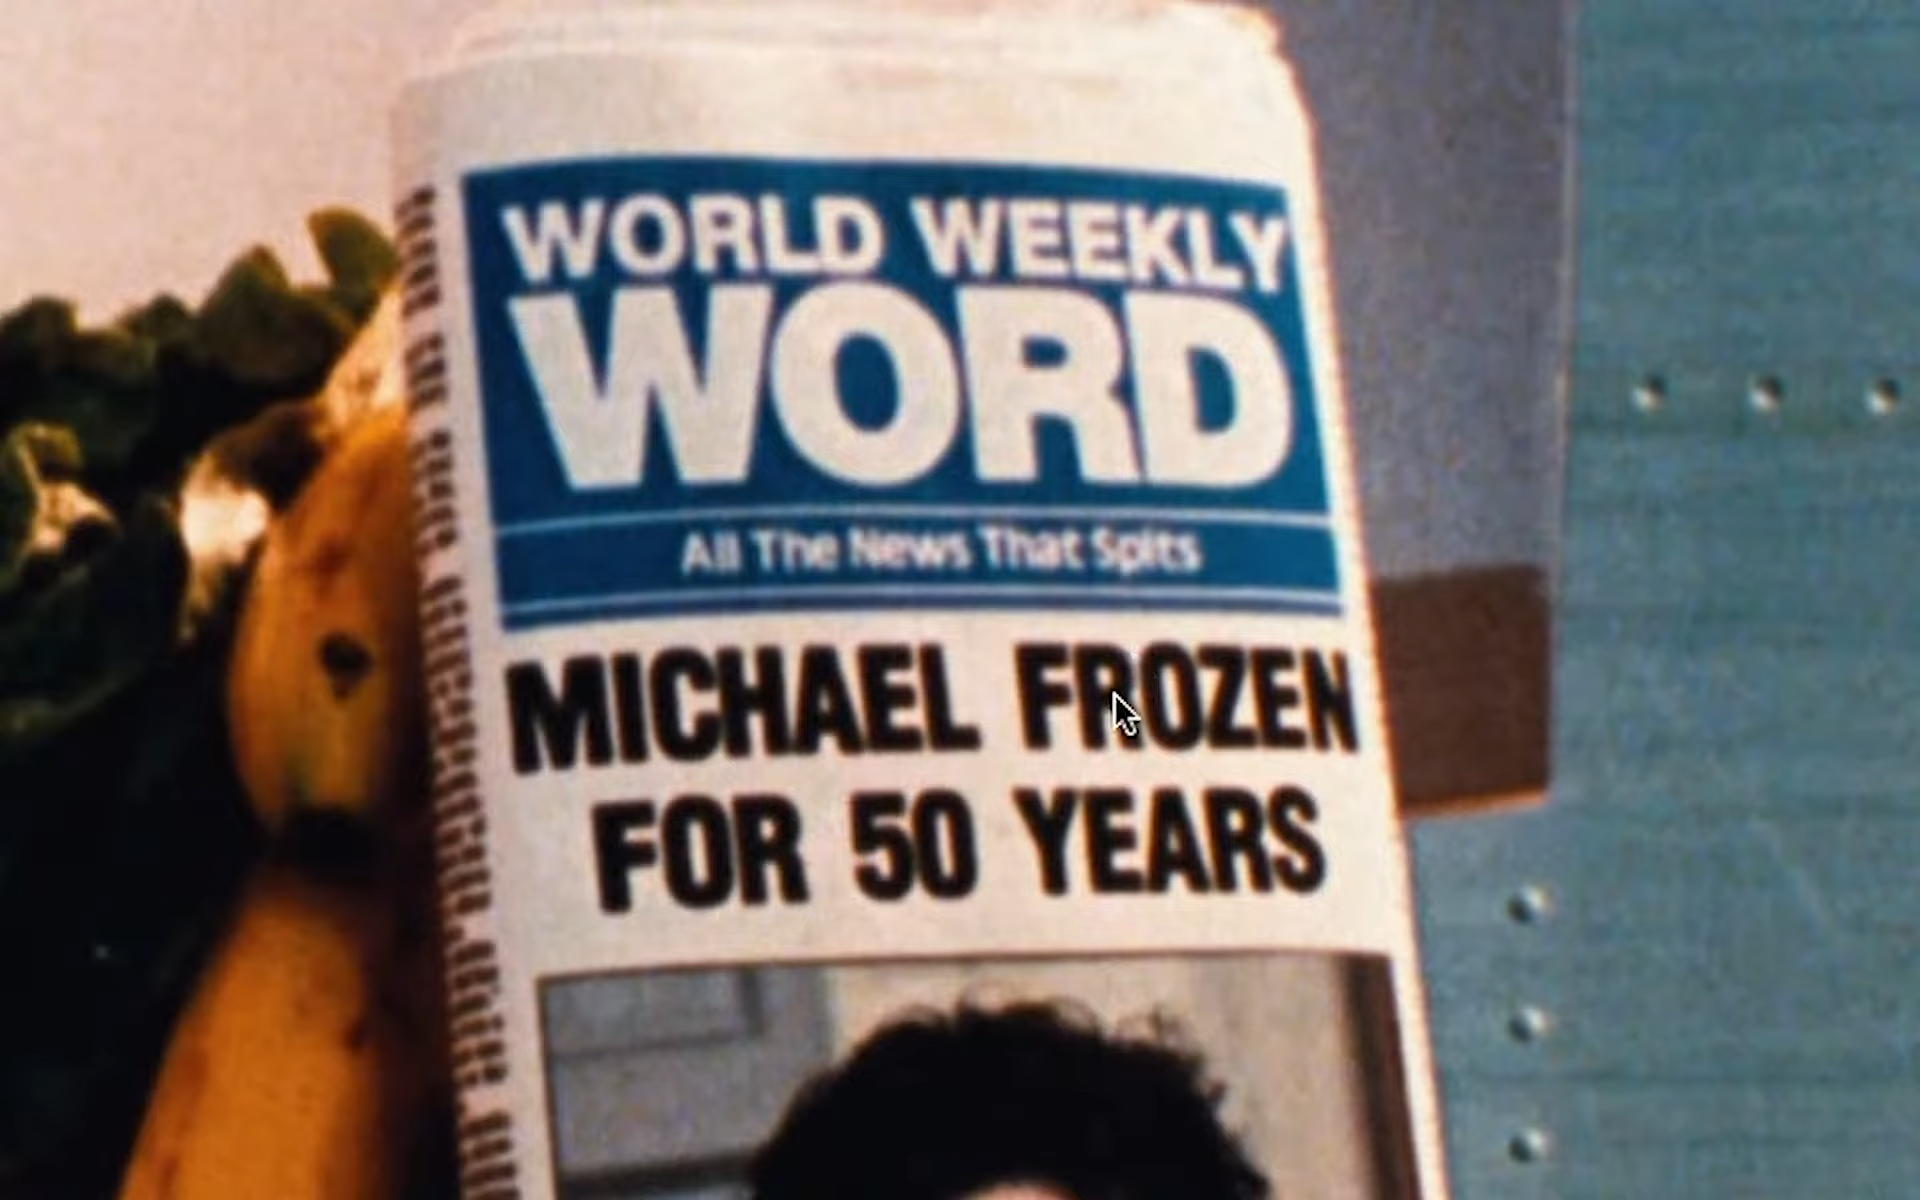 WORLD WEEKLY
WORD
All The News That Spits
MICHAEL FROZEN
FOR 50 YEARS